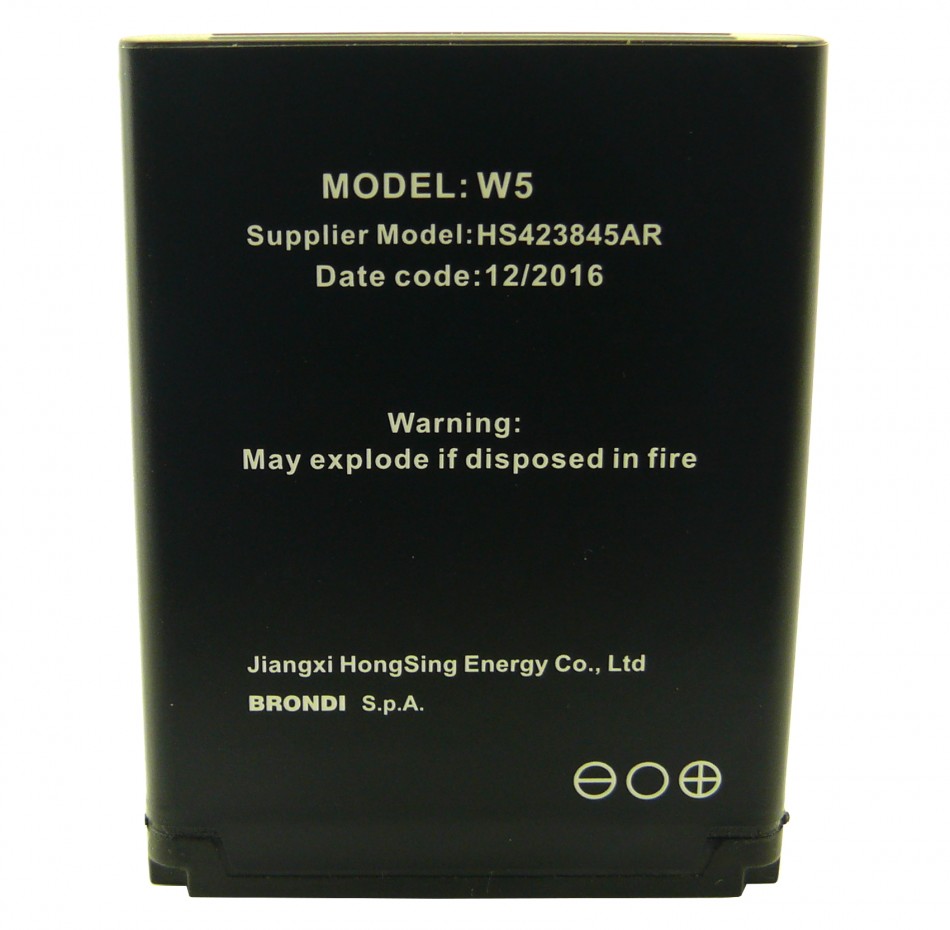 MODEL: W5
Supplier Model:HS423845AR
Date code:12/2016
Warning:
May explode if disposed in fire
Jiangxi HongSing Energy Co., Ltd
BRONDI S.p.A.